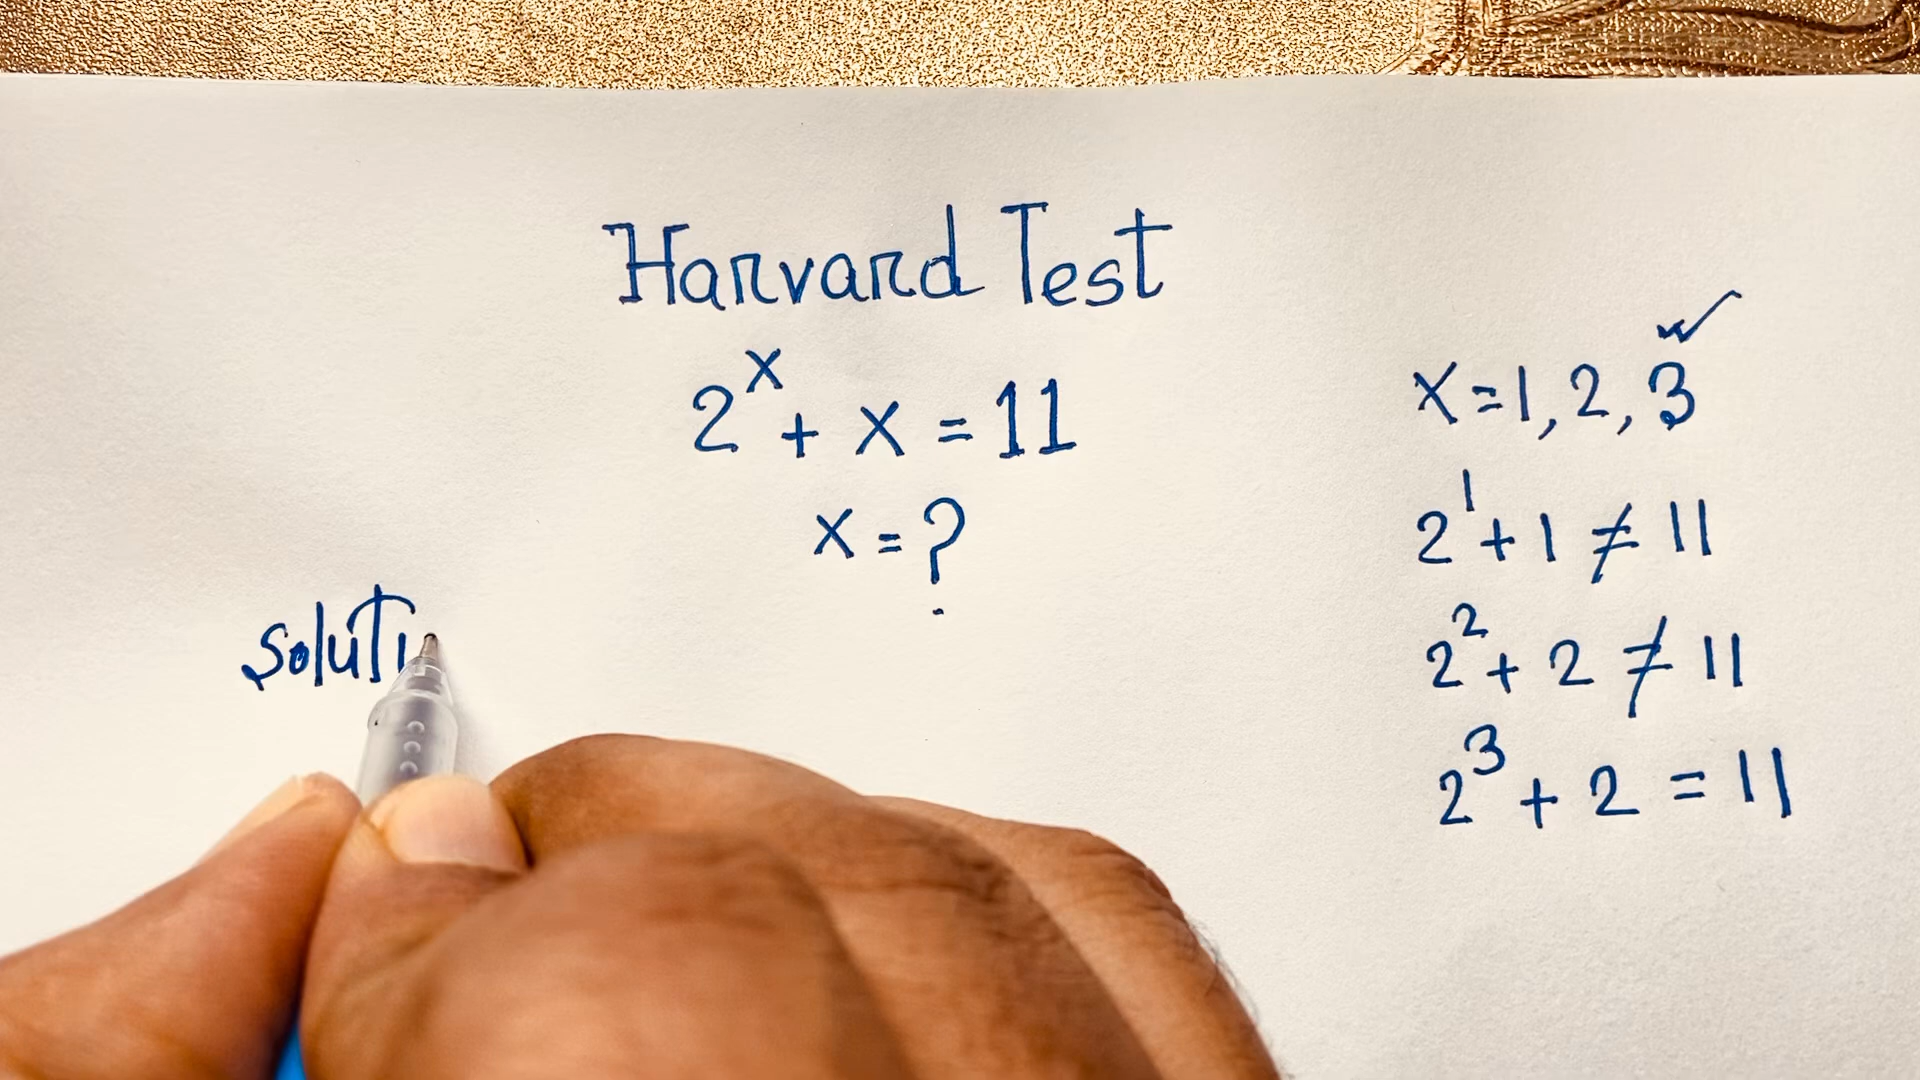 Harvard Test
2^x + x = 11
x = ?
Soluti
x = 1, 2, 3 ✓
2^1 + 1 ≠ 11
2^2 + 2 ≠ 11
2^3 + 2 = 11